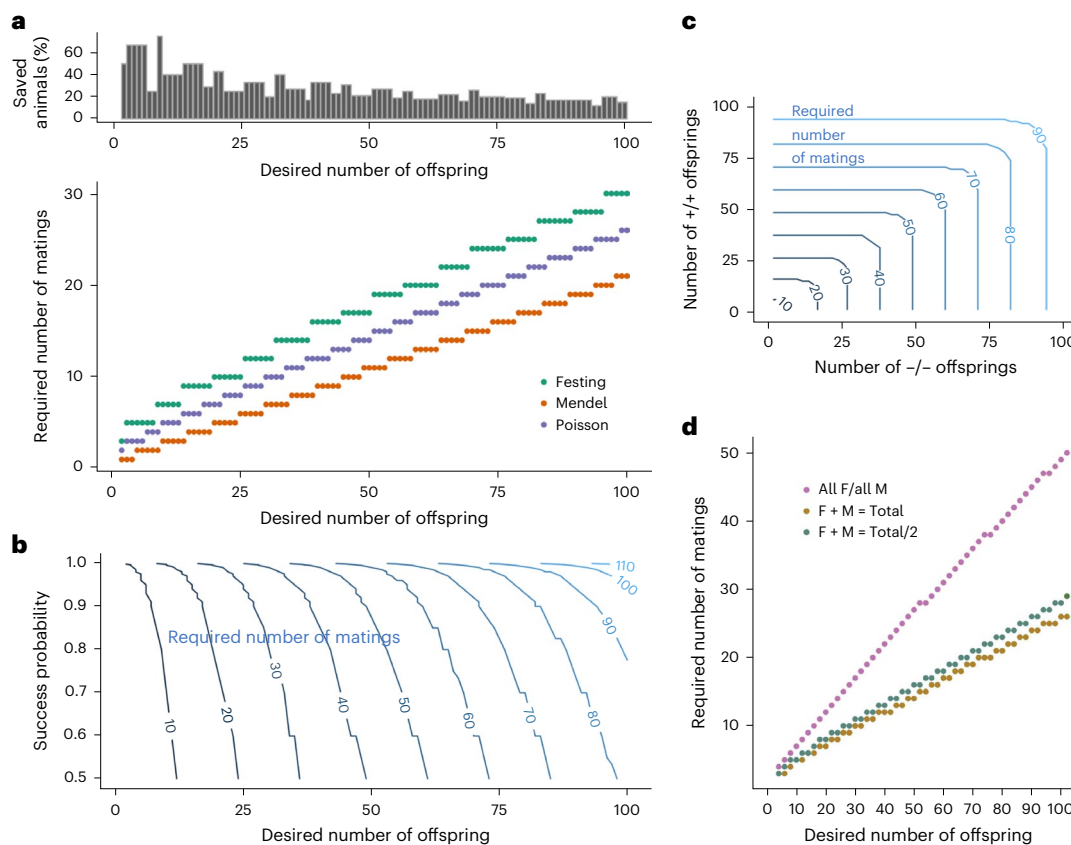 a
Saved
animals (%)
60
40
20
0
0 25 50 75 100
Desired number of offspring
Required number of matings
30
20
10
0
Festing
Mendel
Poisson
0 25 50 75 100
Desired number of offspring
b
Success probability
1.0
0.9
0.8
0.7
0.6
0.5
Required number of matings
10
20
30
40
50
60
70
80
90
100
110
0 25 50 75 100
Desired number of offspring
c
Number of +/+ offsprings
100
75
50
25
0
Required
number
of matings
10
20
30
40
50
60
70
80
90
0 25 50 75 100
Number of –/– offsprings
d
Required number of matings
50
40
30
20
10
All F/all M
F + M = Total
F + M = Total/2
0 10 20 30 40 50 60 70 80 90 100
Desired number of offspring